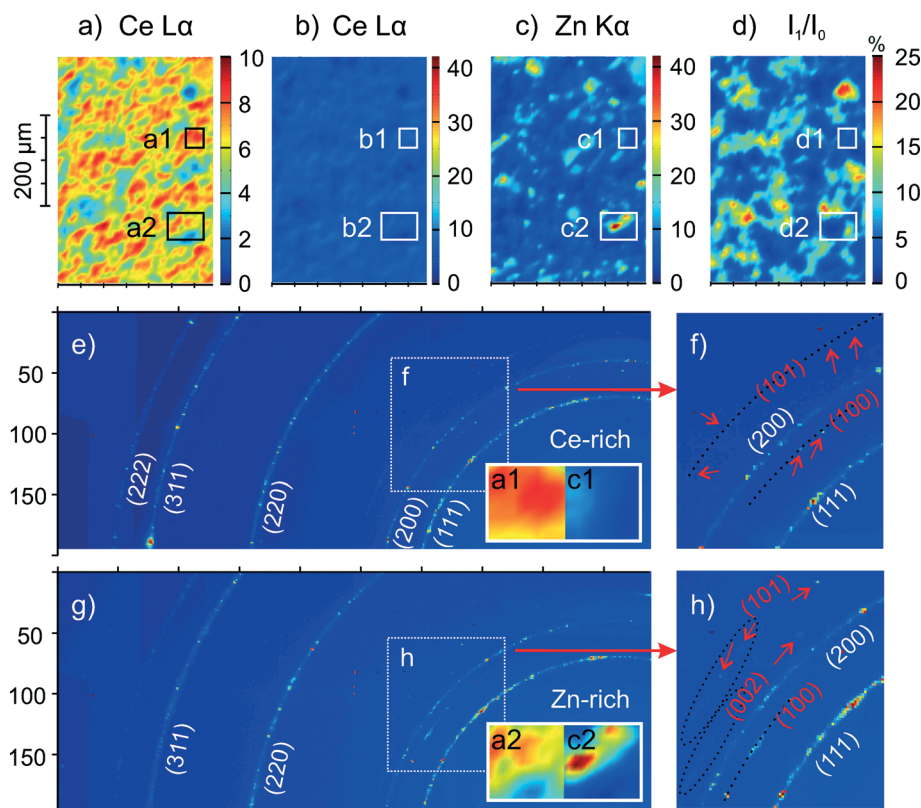 a) Ce Lα
b) Ce Lα
c) Zn Kα
d) I1/I0
%
10
8
6
4
2
0
40
30
20
10
0
40
30
20
10
0
25
20
15
10
5
0
200 μm
a1
a2
b1
b2
c1
c2
d1
d2
e)
50
100
150
f
(222)
(311)
(220)
(200)
(111)
Ce-rich
a1
c1
f)
(101)
(200)
(100)
(111)
g)
50
100
150
h
(311)
(220)
Zn-rich
a2
c2
h)
(101)
(002)
(100)
(200)
(111)